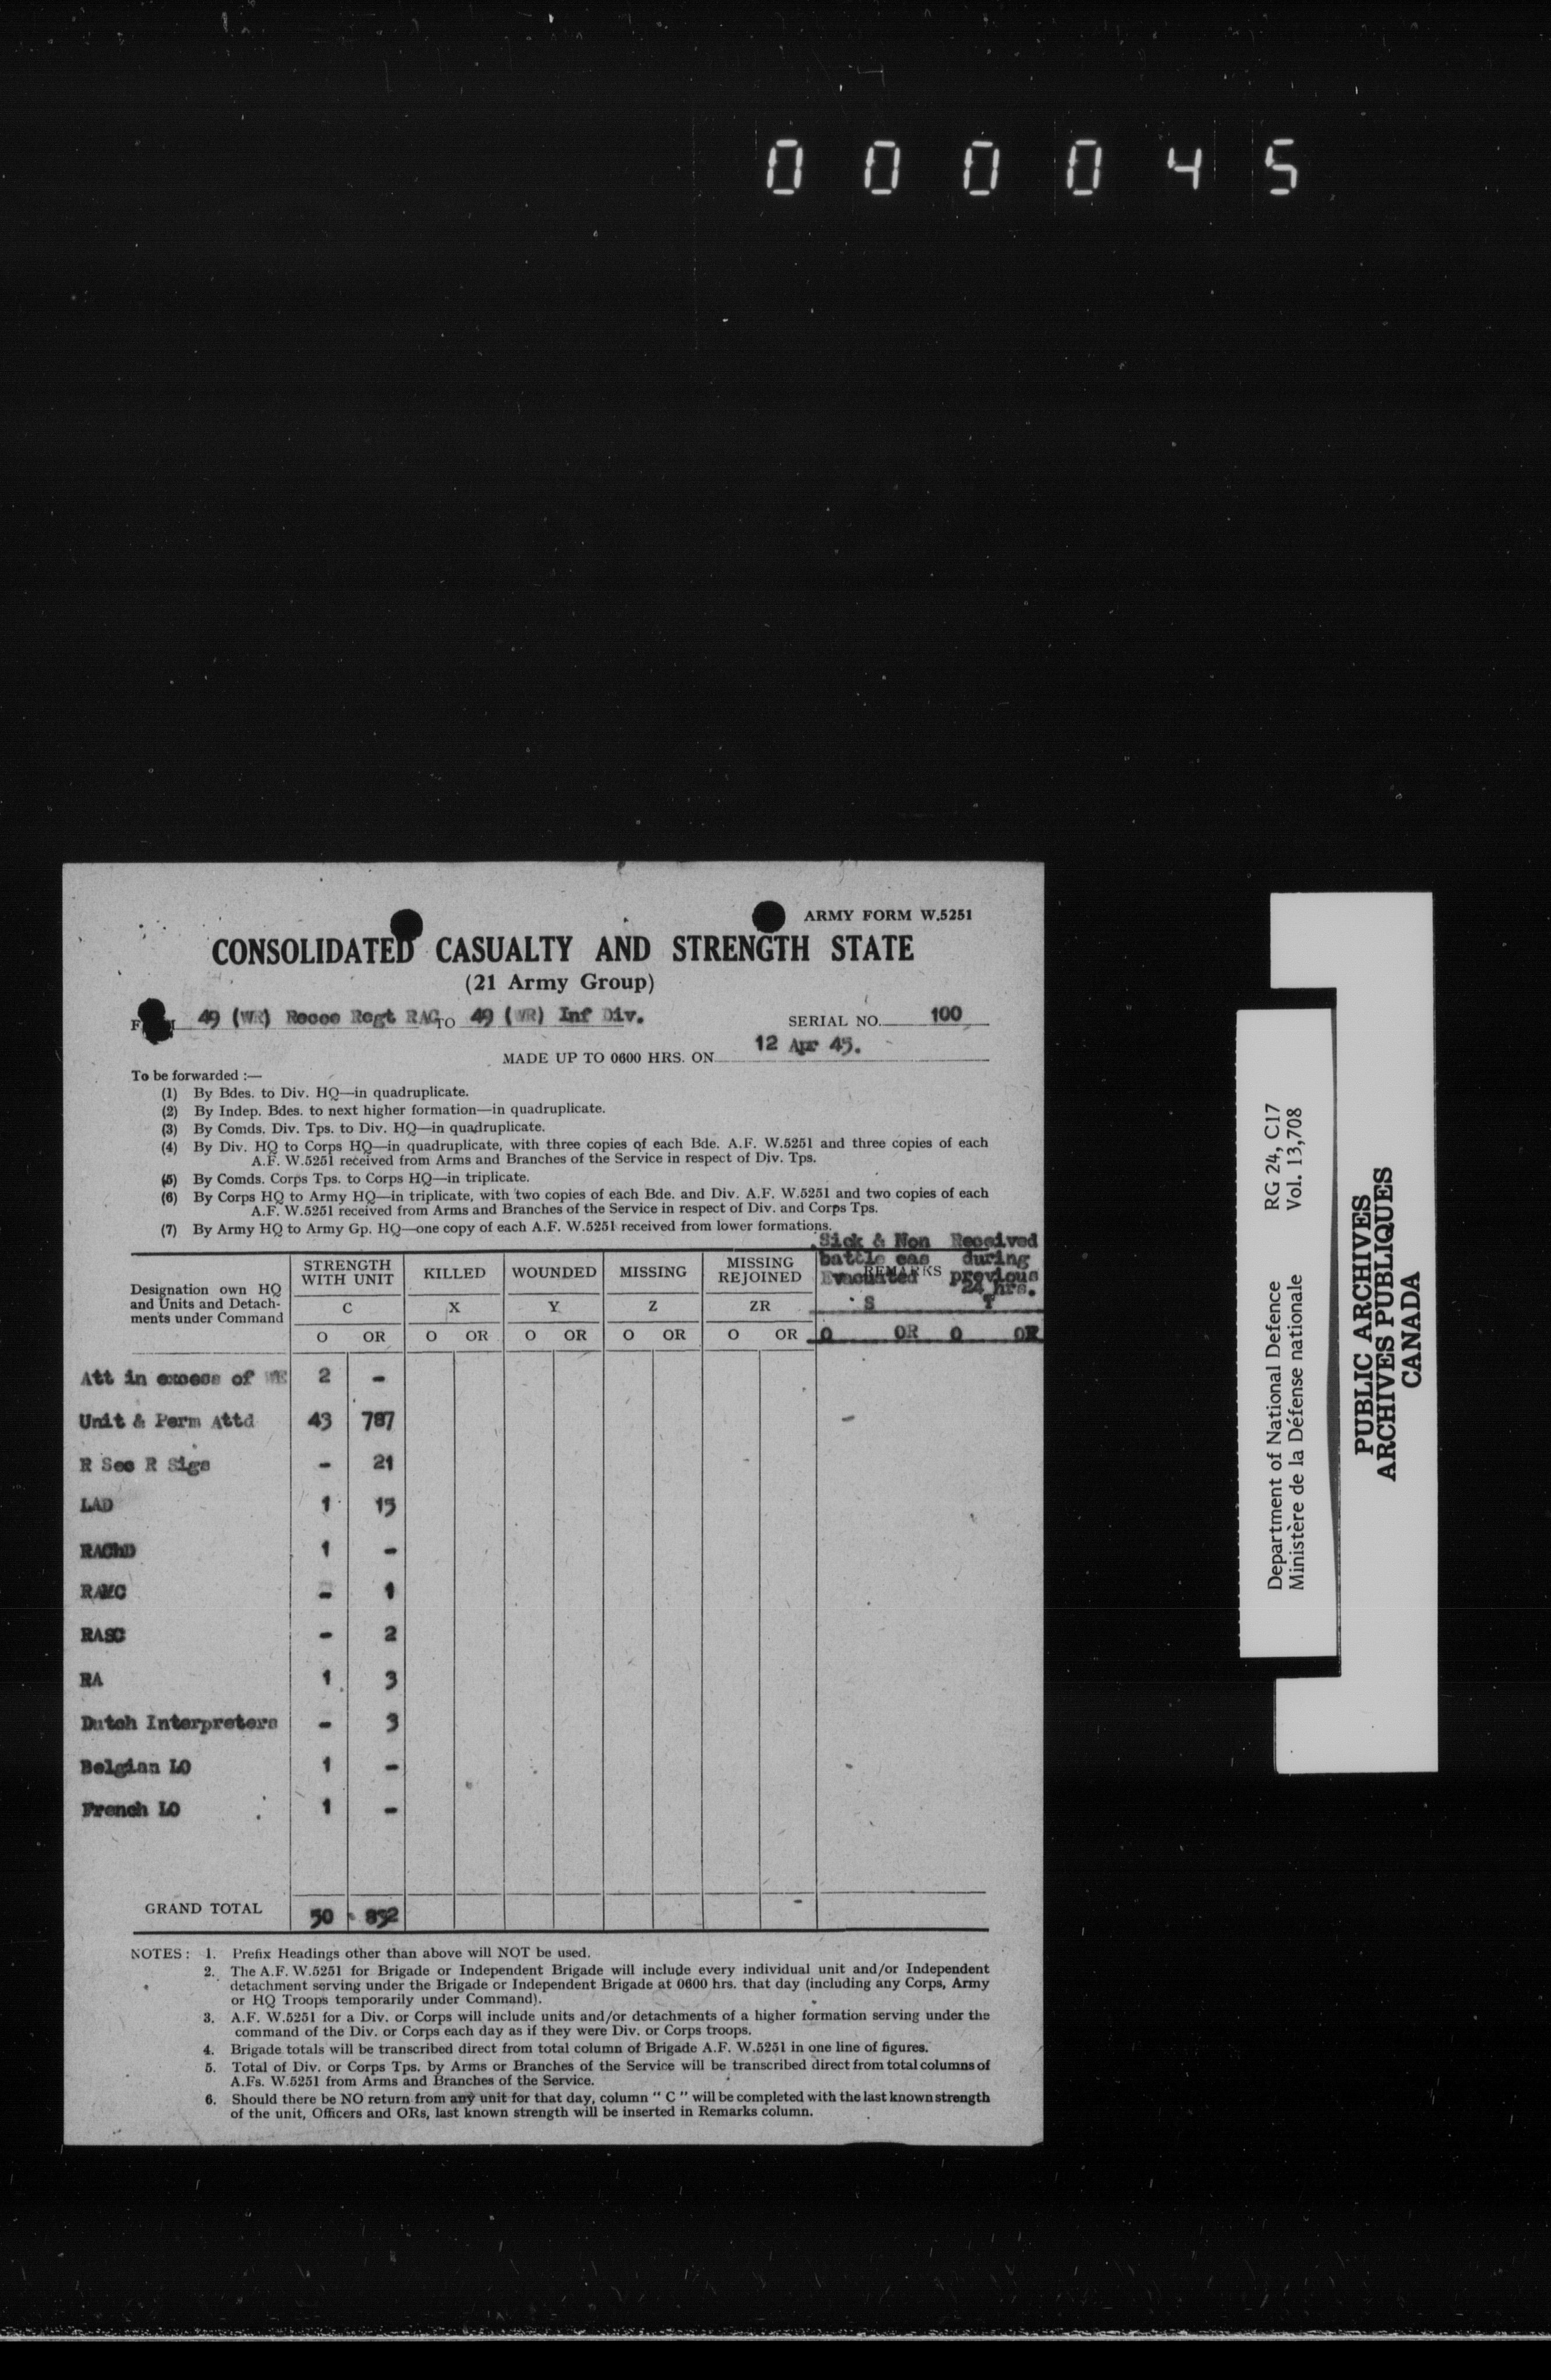 0 0 0 0 4 5
ARMY FORM W.5251
CONSOLIDATED CASUALTY AND STRENGTH STATE
(21 Army Group)
49 (WR) Recce Regt RAC TO 49 (WR) Inf Div. SERIAL NO. 100
MADE UP TO 0600 HRS. ON 12 Apr 45.
To be forwarded :—
(1) By Bdes. to Div. HQ—in quadruplicate.
(2) By Indep. Bdes. to next higher formation—in quadruplicate.
(3) By Comds. Div. Tps. to Div. HQ—in quadruplicate.
(4) By Div. HQ to Corps HQ—in quadruplicate, with three copies of each Bde. A.F. W.5251 and three copies of each
A.F. W.5251 received from Arms and Branches of the Service in respect of Div. Tps.
(5) By Comds. Corps Tps. to Corps HQ—in triplicate.
(6) By Corps HQ to Army HQ—in triplicate, with two copies of each Bde. and Div. A.F. W.5251 and two copies of each
A.F. W.5251 received from Arms and Branches of the Service in respect of Div. and Corps Tps.
(7) By Army HQ to Army Gp. HQ—one copy of each A.F. W.5251 received from lower formations.
Designation own HQ
and Units and Detach-
ments under Command
STRENGTH
WITH UNIT
KILLED
WOUNDED
MISSING
MISSING
REJOINED
REMARKS
Sick & Non
battle cas
Evacuated
Received
during
previous
24 hrs.
C X Y Z ZR S T
O OR O OR O OR O OR O OR O OR O OR
Att in excess of WE 2 -
Unit & Perm Attd 43 787
R Sec R Sigs - 21
LAD 1 15
RAChD 1 -
RAMC - 1
RASC - 2
RA 1 3
Dutch Interpreters - 3
Belgian LO 1 -
French LO 1 -
GRAND TOTAL 50 832
NOTES: 1. Prefix Headings other than above will NOT be used.
2. The A.F. W.5251 for Brigade or Independent Brigade will include every individual unit and/or Independent
detachment serving under the Brigade or Independent Brigade at 0600 hrs. that day (including any Corps, Army
or HQ Troops temporarily under Command).
3. A.F. W.5251 for a Div. or Corps will include units and/or detachments of a higher formation serving under the
command of the Div. or Corps each day as if they were Div. or Corps troops.
4. Brigade totals will be transcribed direct from total column of Brigade A.F. W.5251 in one line of figures.
5. Total of Div. or Corps Tps. by Arms or Branches of the Service will be transcribed direct from total columns of
A.Fs. W.5251 from Arms and Branches of the Service.
6. Should there be NO return from any unit for that day, column " C " will be completed with the last known strength
of the unit, Officers and ORs, last known strength will be inserted in Remarks column.
Department of National Defence RG 24, C17
Ministère de la Défense nationale Vol. 13,708
PUBLIC ARCHIVES
ARCHIVES PUBLIQUES
CANADA